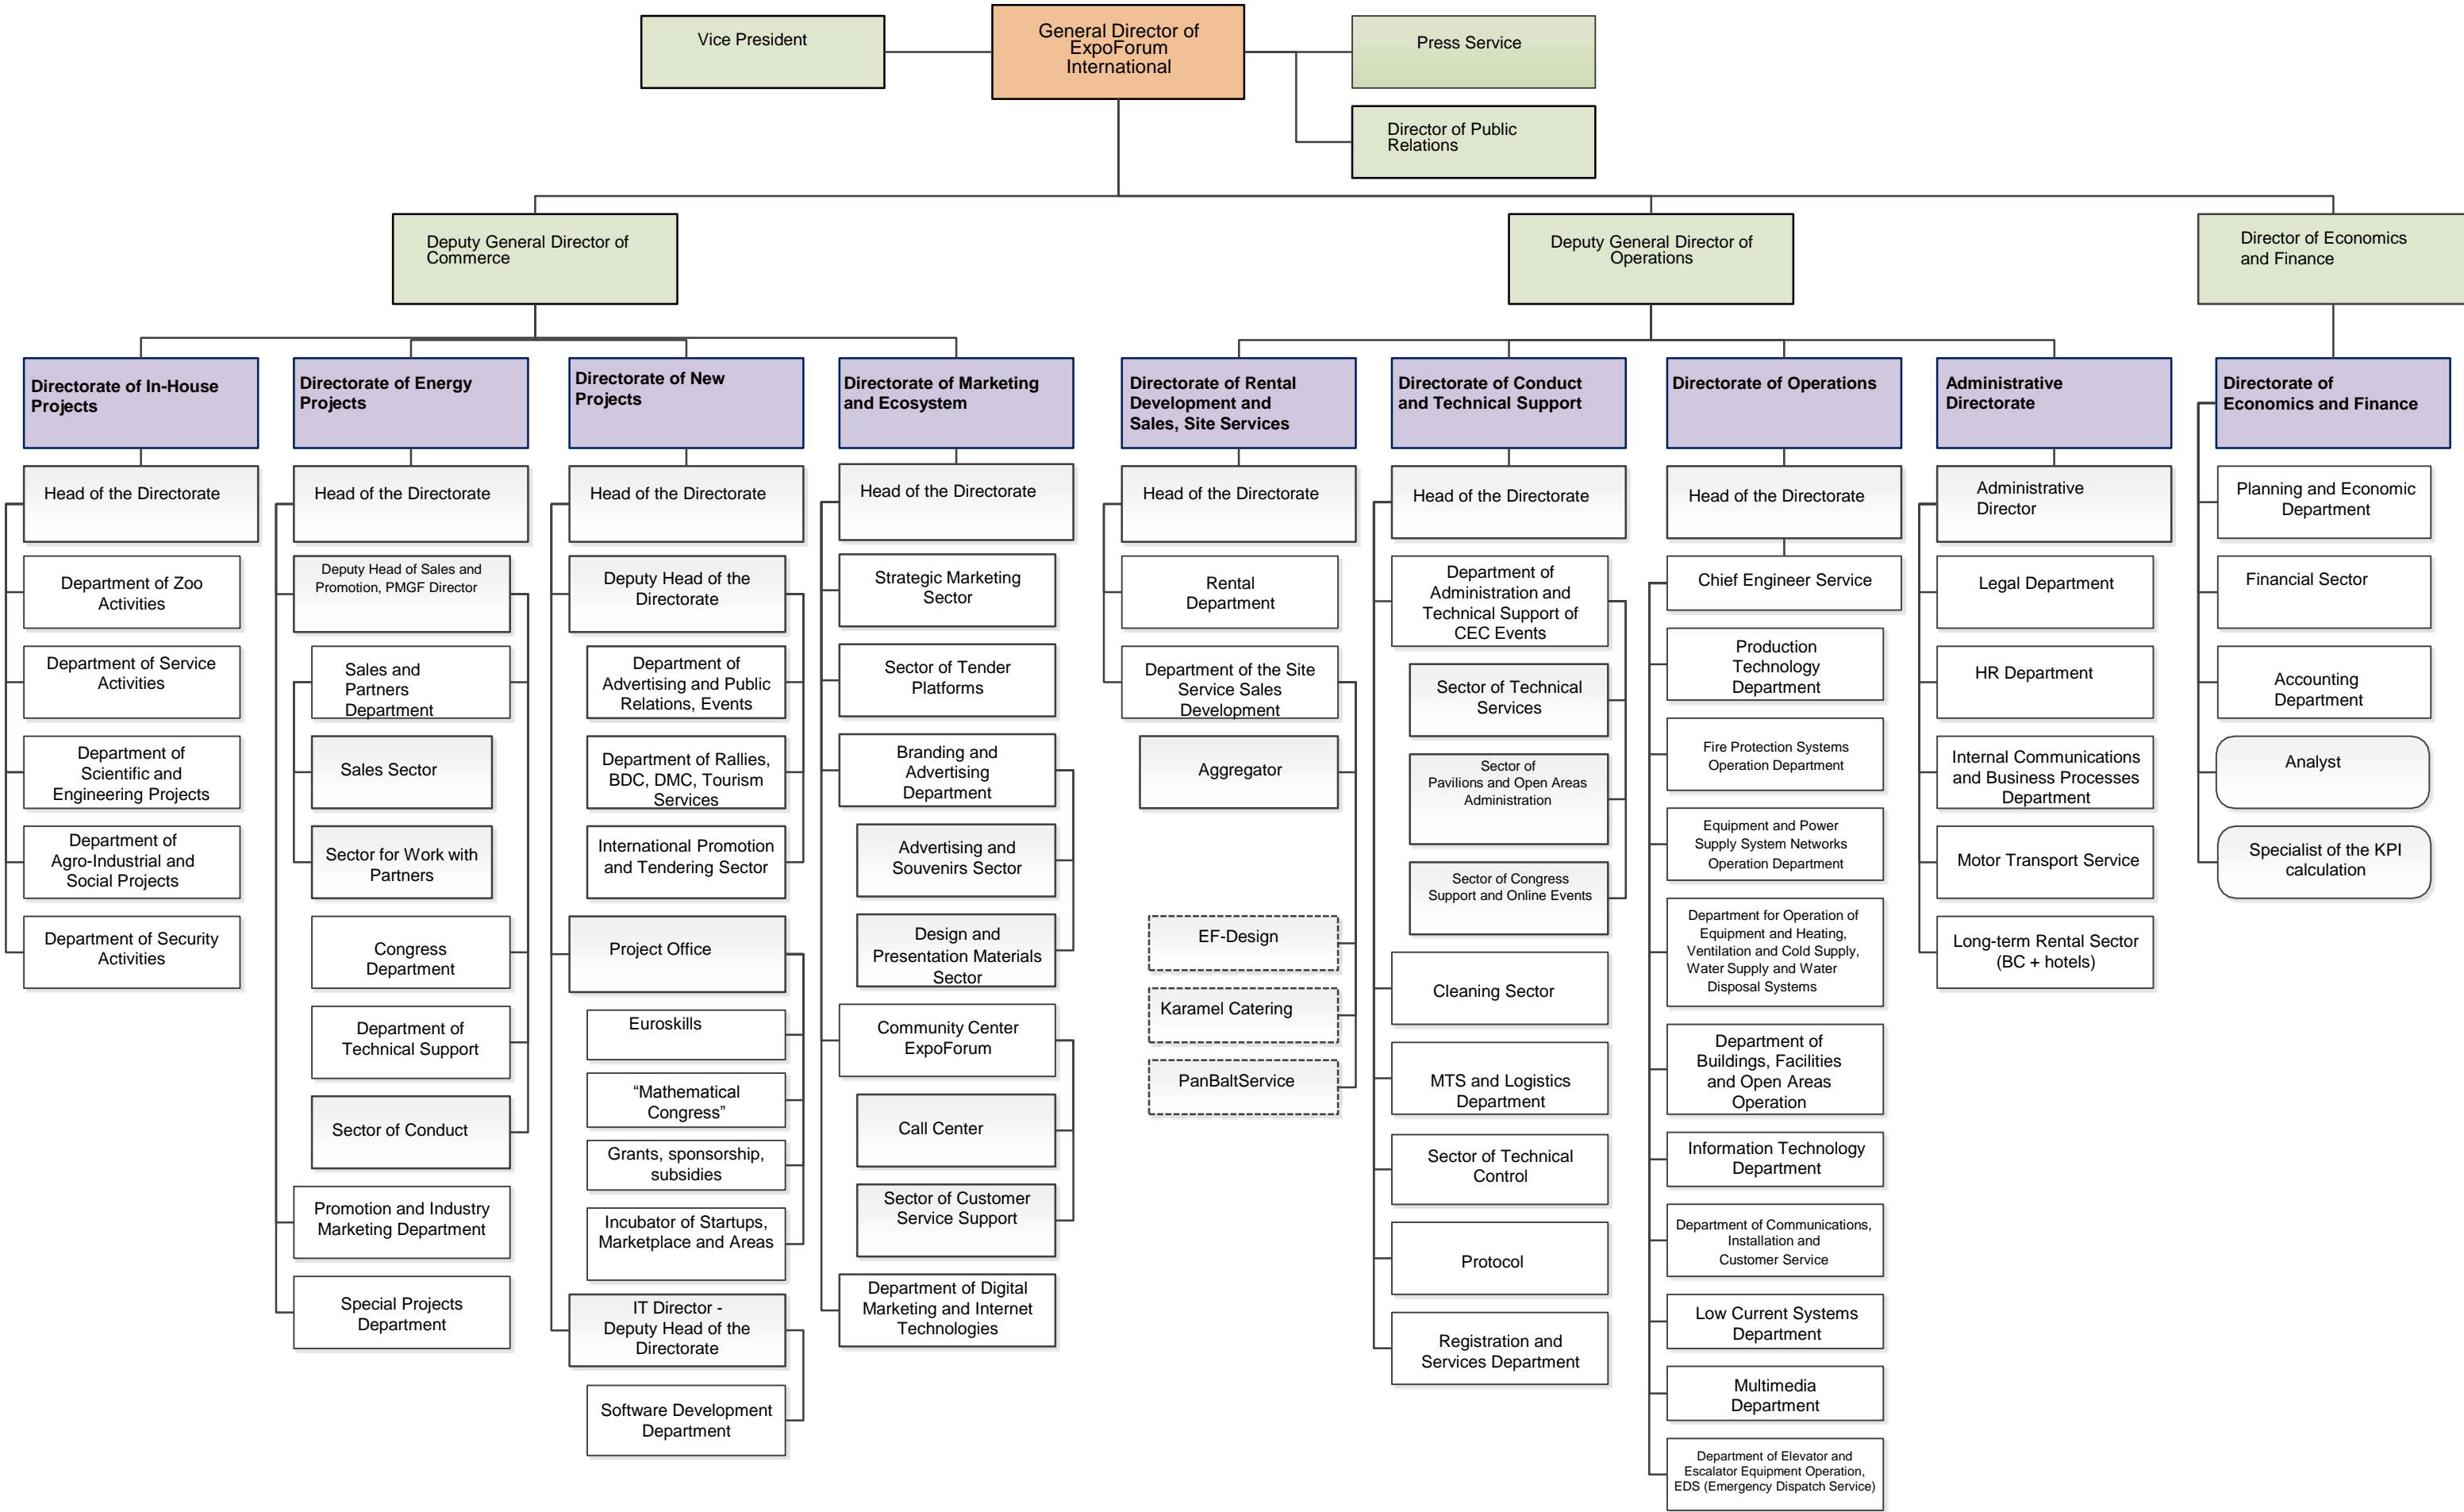 Vice President
General Director of
ExpoForum
International
Press Service
Director of Public
Relations
Deputy General Director of
Commerce
Deputy General Director of
Operations
Director of Economics
and Finance
Directorate of In-House
Projects
Head of the Directorate
Department of Zoo
Activities
Department of Service
Activities
Department of
Scientific and
Engineering Projects
Department of
Agro-Industrial and
Social Projects
Department of Security
Activities
Directorate of Energy
Projects
Head of the Directorate
Deputy Head of Sales and
Promotion, PMGF Director
Sales and
Partners
Department
Sales Sector
Sector for Work with
Partners
Congress
Department
Department of
Technical Support
Sector of Conduct
Promotion and Industry
Marketing Department
Special Projects
Department
Directorate of New
Projects
Head of the Directorate
Deputy Head of the
Directorate
Department of
Advertising and Public
Relations, Events
Department of Rallies,
BDC, DMC, Tourism
Services
International Promotion
and Tendering Sector
Project Office
Euroskills
“Mathematical
Congress”
Grants, sponsorship,
subsidies
Incubator of Startups,
Marketplace and Areas
IT Director -
Deputy Head of the
Directorate
Software Development
Department
Directorate of Marketing
and Ecosystem
Head of the Directorate
Strategic Marketing
Sector
Sector of Tender
Platforms
Branding and
Advertising
Department
Advertising and
Souvenirs Sector
Design and
Presentation Materials
Sector
Community Center
ExpoForum
Call Center
Sector of Customer
Service Support
Department of Digital
Marketing and Internet
Technologies
Directorate of Rental
Development and
Sales, Site Services
Head of the Directorate
Rental
Department
Department of the Site
Service Sales
Development
Aggregator
EF-Design
Karamel Catering
PanBaltService
Directorate of Conduct
and Technical Support
Head of the Directorate
Department of
Administration and
Technical Support of
CEC Events
Sector of Technical
Services
Sector of
Pavilions and Open Areas
Administration
Sector of Congress
Support and Online Events
Cleaning Sector
MTS and Logistics
Department
Sector of Technical
Control
Protocol
Registration and
Services Department
Directorate of Operations
Head of the Directorate
Chief Engineer Service
Production
Technology
Department
Fire Protection Systems
Operation Department
Equipment and Power
Supply System Networks
Operation Department
Department for Operation of
Equipment and Heating,
Ventilation and Cold Supply,
Water Supply and Water
Disposal Systems
Department of
Buildings, Facilities
and Open Areas
Operation
Information Technology
Department
Department of Communications,
Installation and
Customer Service
Low Current Systems
Department
Multimedia
Department
Department of Elevator and
Escalator Equipment Operation,
EDS (Emergency Dispatch Service)
Administrative
Directorate
Administrative
Director
Legal Department
HR Department
Internal Communications
and Business Processes
Department
Motor Transport Service
Long-term Rental Sector
(BC + hotels)
Directorate of
Economics and Finance
Planning and Economic
Department
Financial Sector
Accounting
Department
Analyst
Specialist of the KPI
calculation